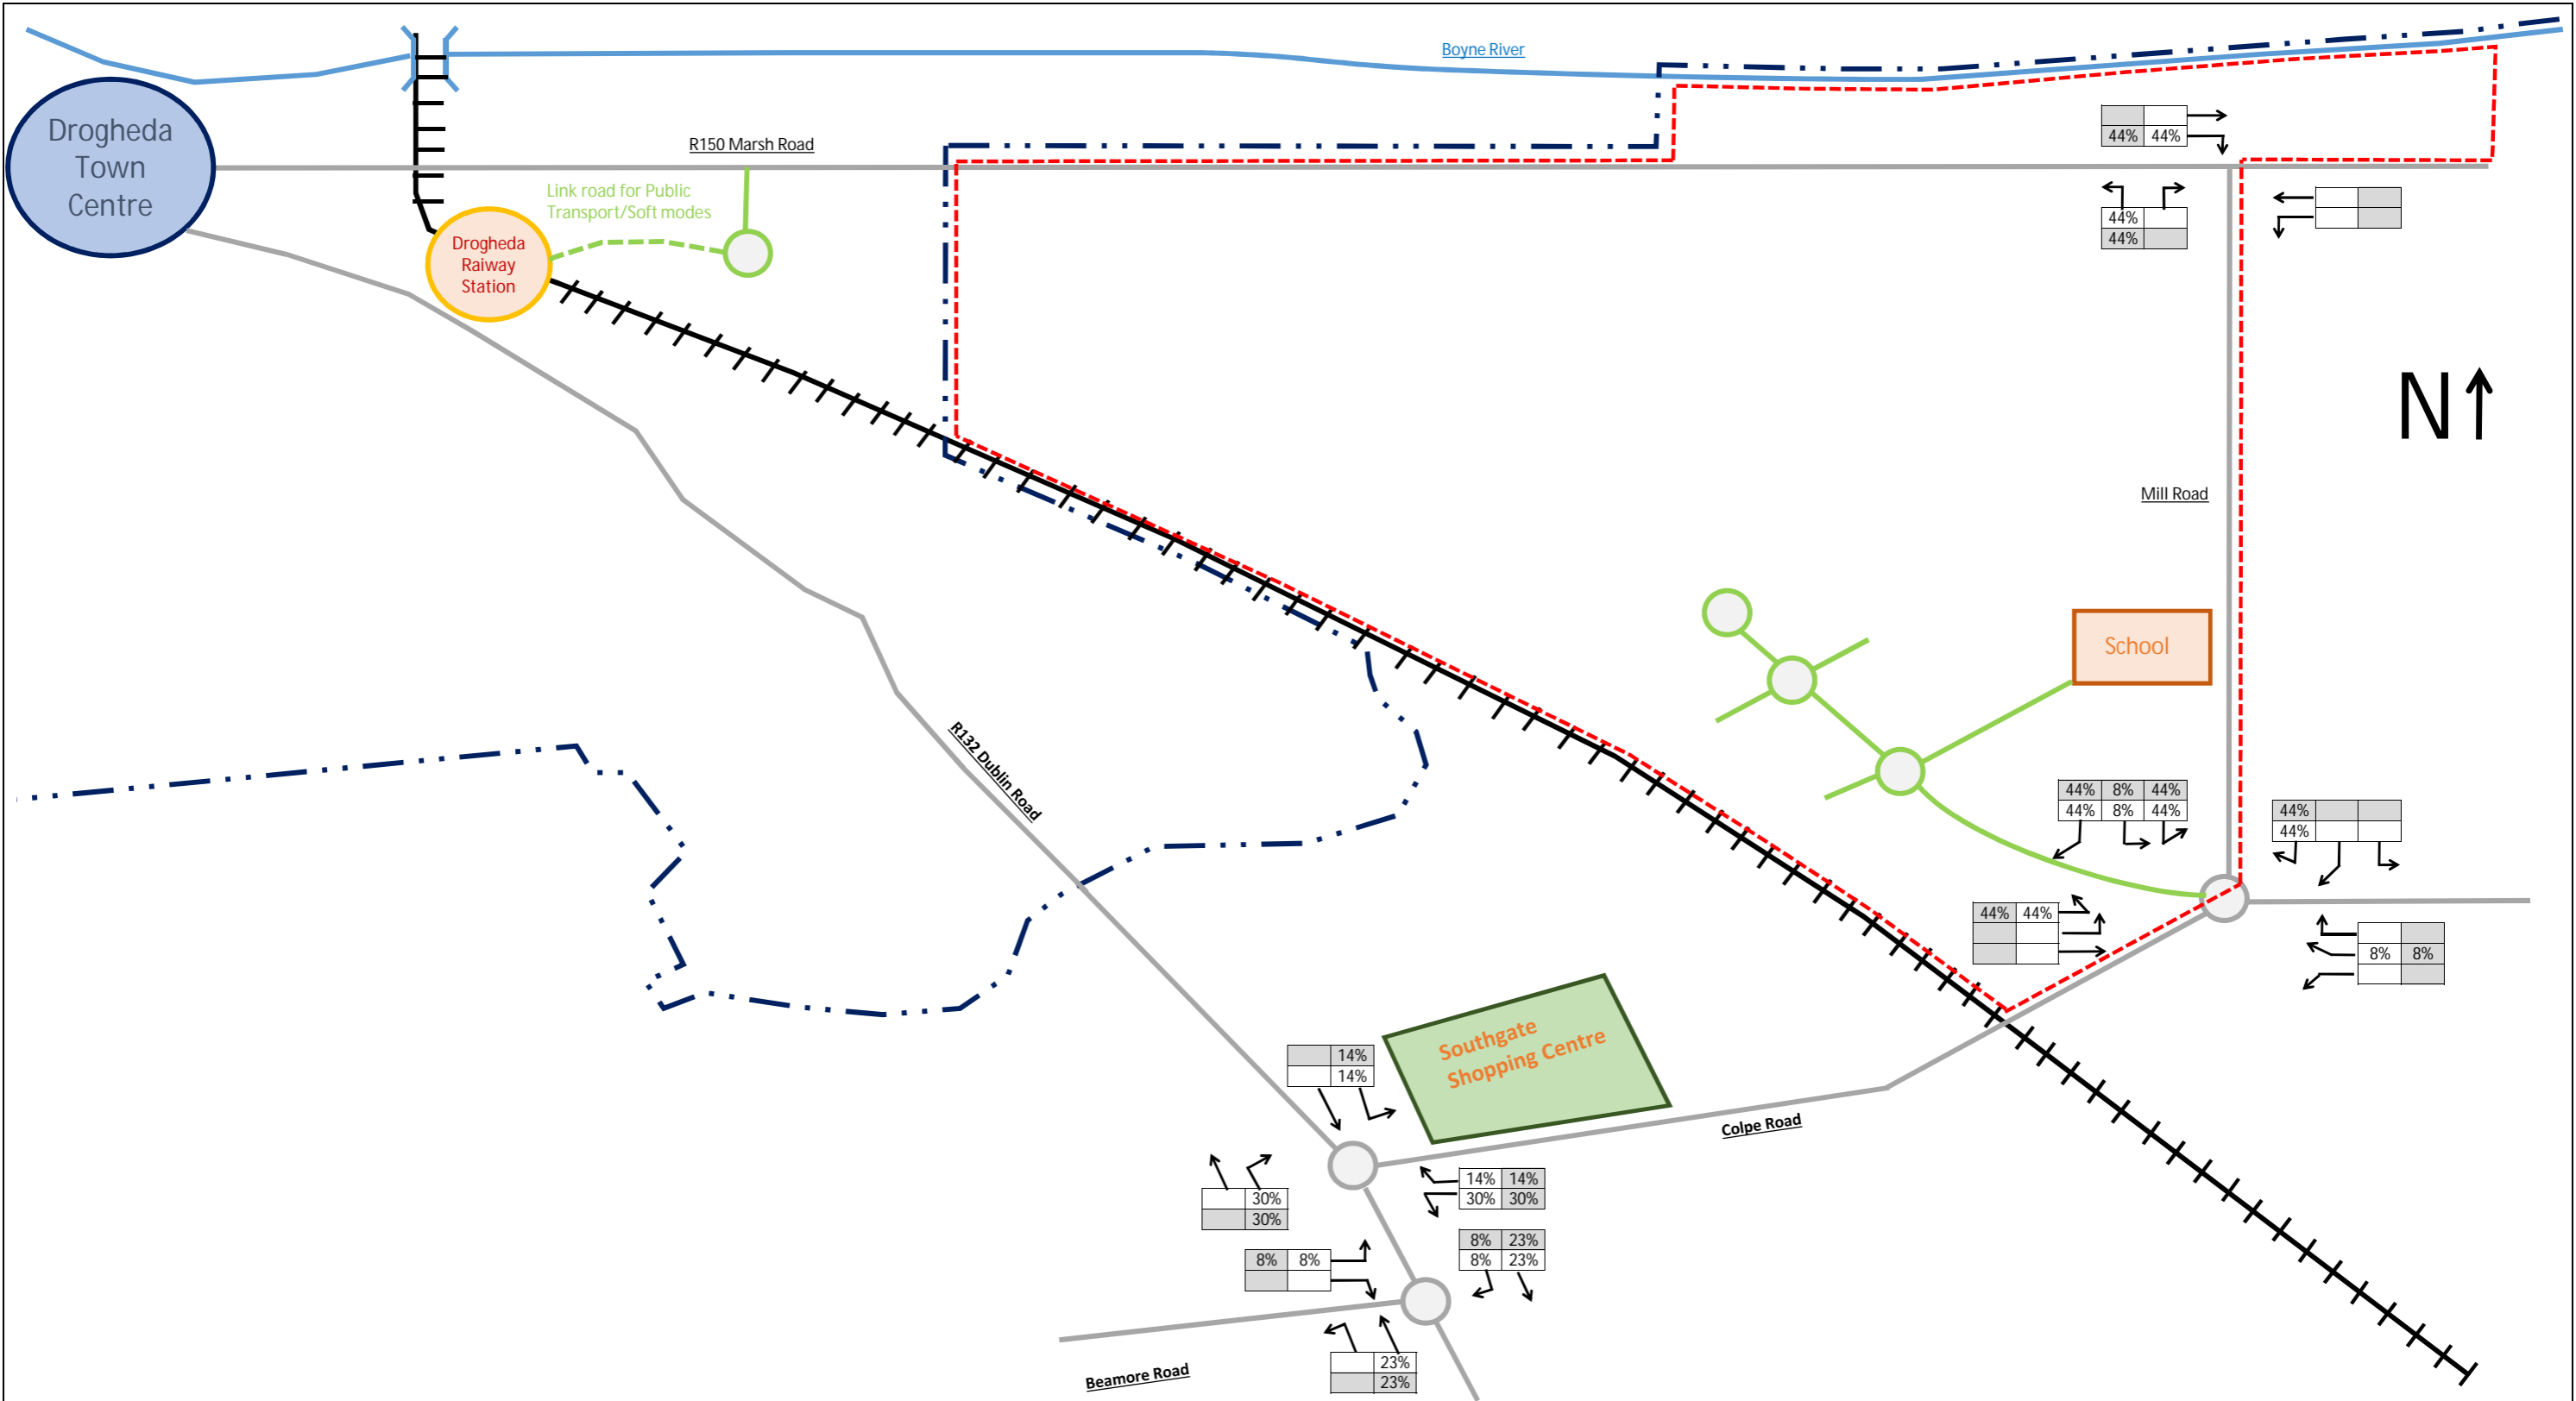 Boyne River
Drogheda
Town
Centre
R150 Marsh Road
44% 44%
Link road for Public
Transport/Soft modes
44%
44%
Drogheda
Raiway
Station
N
Mill Road
School
R132 Dublin Road
44% 8% 44%
44% 8% 44%
44%
44%
44% 44%
8% 8%
Southgate
Shopping Centre
14%
14%
Colpe Road
14% 14%
30% 30%
30%
30%
8% 23%
8% 23%
8% 8%
23%
23%
Beamore Road